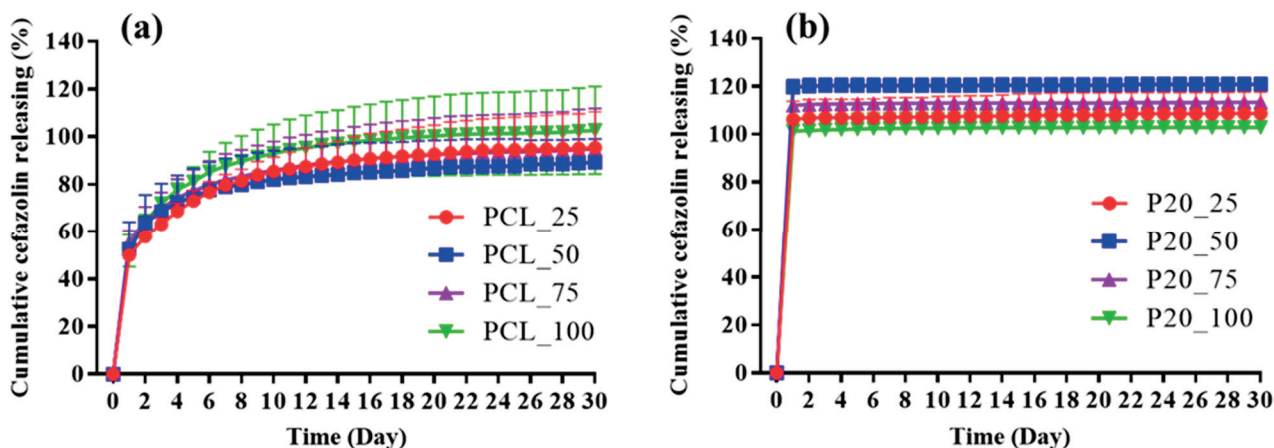 (a)
Cumulative cefazolin releasing (%)
140
120
100
80
60
40
20
0
PCL_25
PCL_50
PCL_75
PCL_100
0 2 4 6 8 10 12 14 16 18 20 22 24 26 28 30
Time (Day)
(b)
Cumulative cefazolin releasing (%)
140
120
100
80
60
40
20
0
P20_25
P20_50
P20_75
P20_100
0 2 4 6 8 10 12 14 16 18 20 22 24 26 28 30
Time (Day)